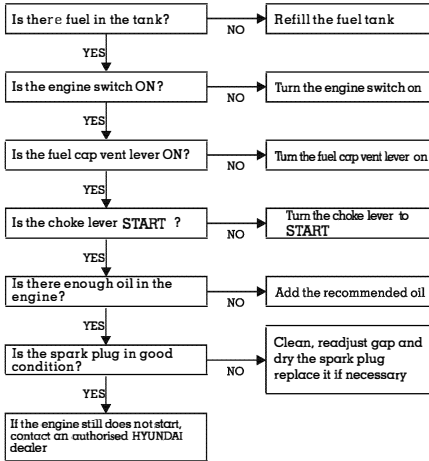 Is there fuel in the tank?
NO
Refill the fuel tank
YES
Is the engine switch ON?
NO
Turn the engine switch on
YES
Is the fuel cap vent lever ON?
NO
Turn the fuel cap vent lever on
YES
Is the choke lever START ?
NO
Turn the choke lever to
START
YES
Is there enough oil in the
engine?
NO
Add the recommended oil
YES
Is the spark plug in good
condition?
NO
Clean, readjust gap and
dry the spark plug
replace it if necessary
YES
If the engine still does not start,
contact an authorised HYUNDAI
dealer